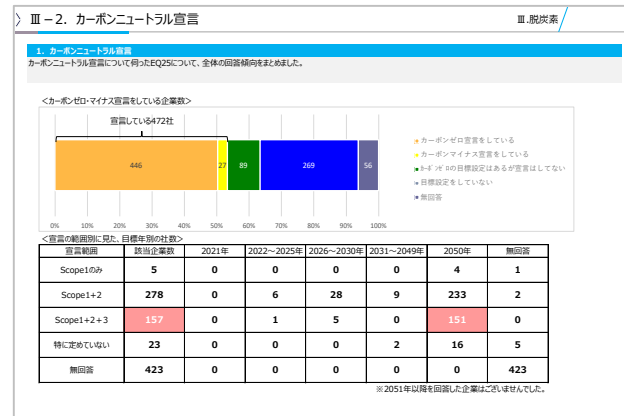 〉 Ⅲ－2．カーボンニュートラル宣言
Ⅲ.脱炭素
1．カーボンニュートラル宣言
カーボンニュートラル宣言について伺ったEQ25について、全体の回答傾向をまとめました。
＜カーボンゼロ・マイナス宣言をしている企業数＞
宣言している472社
446 27 89 269 56
カーボンゼロ宣言をしている
カーボンマイナス宣言をしている
ｶｰﾎﾞﾝｾﾞﾛの目標設定はあるが宣言はしてない
目標設定をしていない
無回答
0% 10% 20% 30% 40% 50% 60% 70% 80% 90% 100%
＜宣言の範囲別に見た、目標年別の社数＞
宣言範囲 該当企業数 2021年 2022～2025年 2026～2030年 2031～2049年 2050年 無回答
Scope1のみ 5 0 0 0 0 4 1
Scope1+2 278 0 6 28 9 233 2
Scope1+2+3 157 0 1 5 0 151 0
特に定めていない 23 0 0 0 2 16 5
無回答 423 0 0 0 0 0 423
※2051年以降を回答した企業はございませんでした。